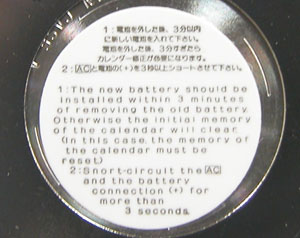 1：電池を外した後、3分以内
に新しい電池を入れて下さい。
電池を外した後、3分すぎたら
カレンダー修正が必要になります。
2：ACと電池の(+)を3秒以上ショートさせて下さい。
1:The new battery should be
installed within 3 minutes
of removing the old battery.
Otherwise the initial memory
of the calendar will clear.
(In this case, the memory of
the calendar must be
reset)
2:Snort-circuit the AC
and the battery
connection (+) for
more than
3 seconds.